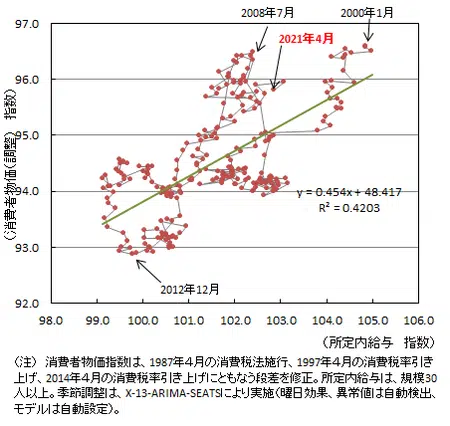 2008年7月
2000年1月
2021年4月
97.0
96.0
95.0
94.0
93.0
92.0
(消費者物価(調整) 指数)
y = 0.454x + 48.417
R² = 0.4203
2012年12月
98.0 99.0 100.0 101.0 102.0 103.0 104.0 105.0 106.0
(所定内給与 指数)
(注) 消費者物価指数は、1987年4月の消費税法施行、1997年4月の消費税率引き
上げ、2014年4月の消費税率引き上げにともなう段差を修正。所定内給与は、規模30
人以上。季節調整は、X-13-ARIMA-SEATSにより実施(曜日効果、異常値は自動検出、
モデルは自動設定)。